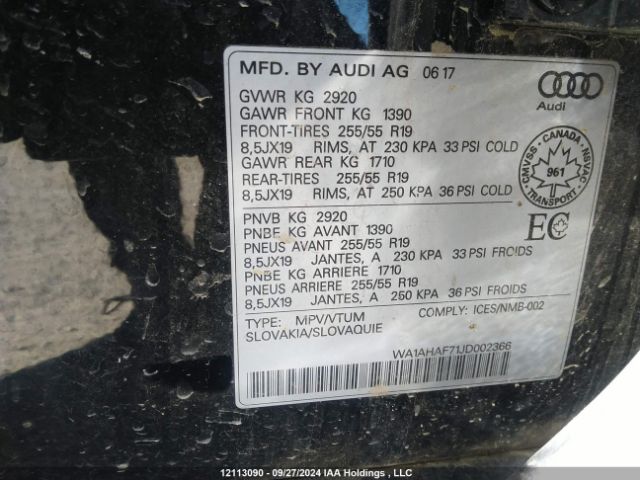 MFD. BY AUDI AG 06 17
GVWR KG 2920
GAWR FRONT KG 1390
FRONT-TIRES 255/55 R19
8,5JX19 RIMS, AT 230 KPA 33 PSI COLD
GAWR REAR KG 1710
REAR-TIRES 255/55 R19
8,5JX19 RIMS, AT 250 KPA 36 PSI COLD
Audi
CMVSS - CANADA - NSVAC
961
TRANSPORT
EC
PNVB KG 2920
PNBE KG AVANT 1390
PNEUS AVANT 255/55 R19
8,5JX19 JANTES, A 230 KPA 33 PSI FROIDS
PNBE KG ARRIERE 1710
PNEUS ARRIERE 255/55 R19
8,5JX19 JANTES, A 250 KPA 36 PSI FROIDS
TYPE: MPV/VTUM COMPLY: ICES/NMB-002
SLOVAKIA/SLOVAQUIE
WA1AHAF71JD002366
12113090 - 09/27/2024 IAA Holdings , LLC